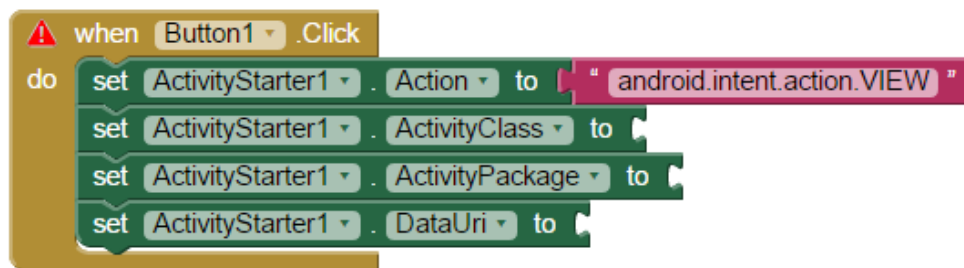 when Button1 .Click
do set ActivityStarter1 . Action to " android.intent.action.VIEW "
set ActivityStarter1 . ActivityClass to
set ActivityStarter1 . ActivityPackage to
set ActivityStarter1 . DataUri to